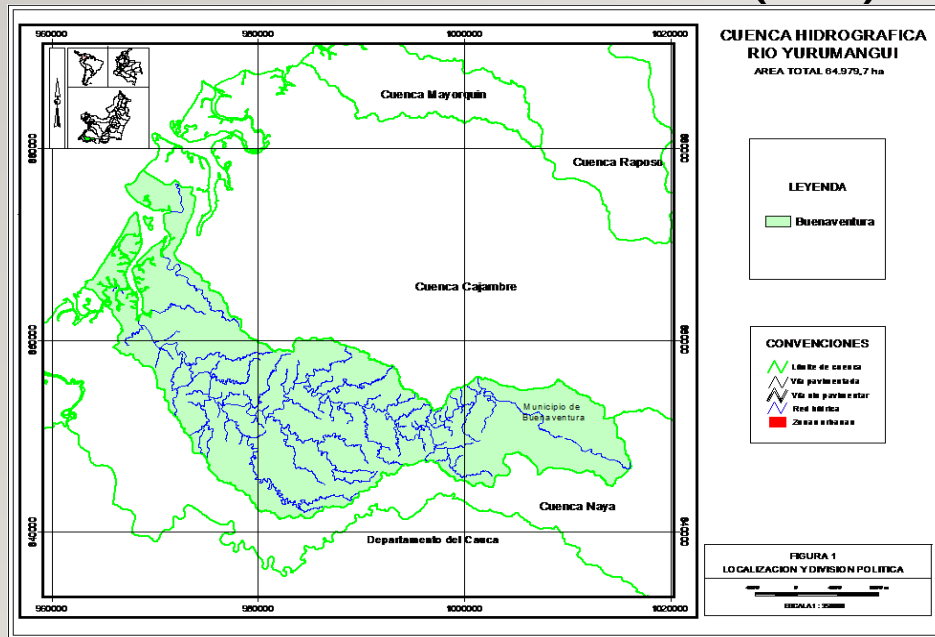 CUENCA HIDROGRAFICA
RIO YURUMANGUI
AREA TOTAL 64.979,7 ha
960000
980000
1000000
1020000
Cuenca Mayorquin
Cuenca Raposo
Cuenca Cajambre
Municipio de
Buenaventura
Cuenca Naya
Departamento del Cauca
960000
980000
1000000
1020000
LEYENDA
Buenaventura
CONVENCIONES
Límite de cuenca
Vía pavimentada
Vía sin pavimentar
Red hídrica
Zonas urbanas
FIGURA 1
LOCALIZACION Y DIVISION POLITICA